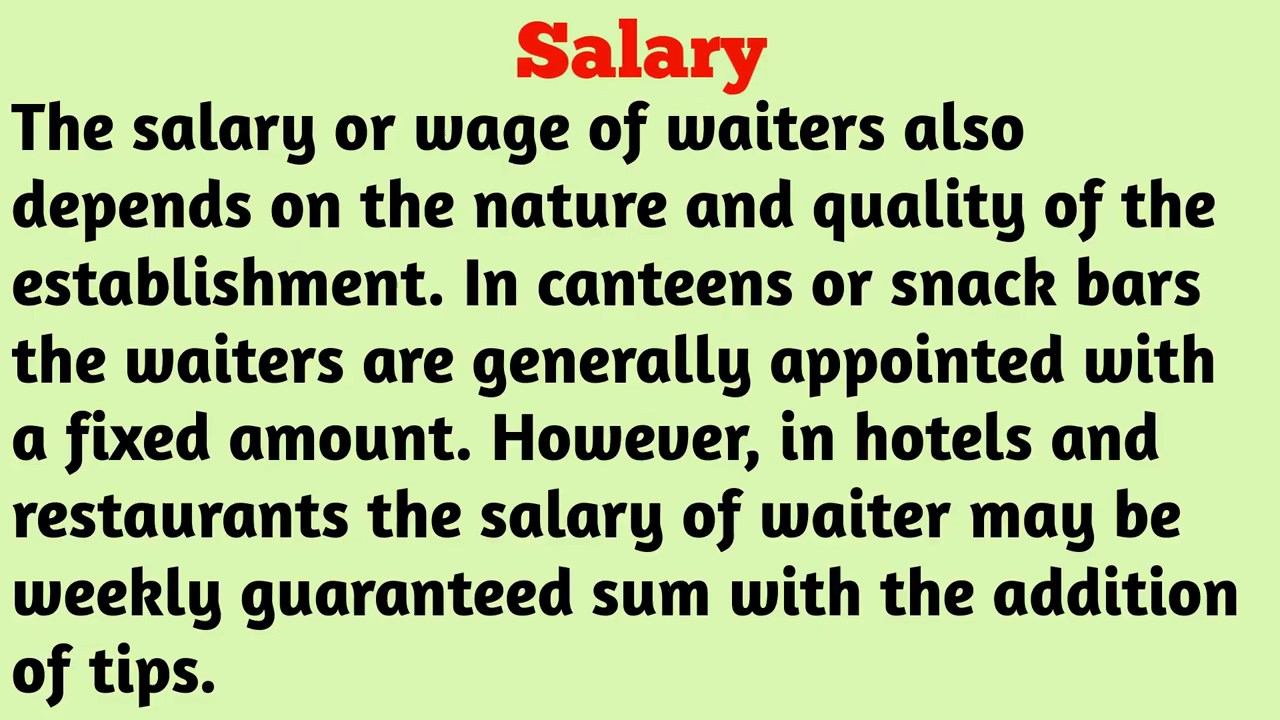 Salary
The salary or wage of waiters also
depends on the nature and quality of the
establishment. In canteens or snack bars
the waiters are generally appointed with
a fixed amount. However, in hotels and
restaurants the salary of waiter may be
weekly guaranteed sum with the addition
of tips.